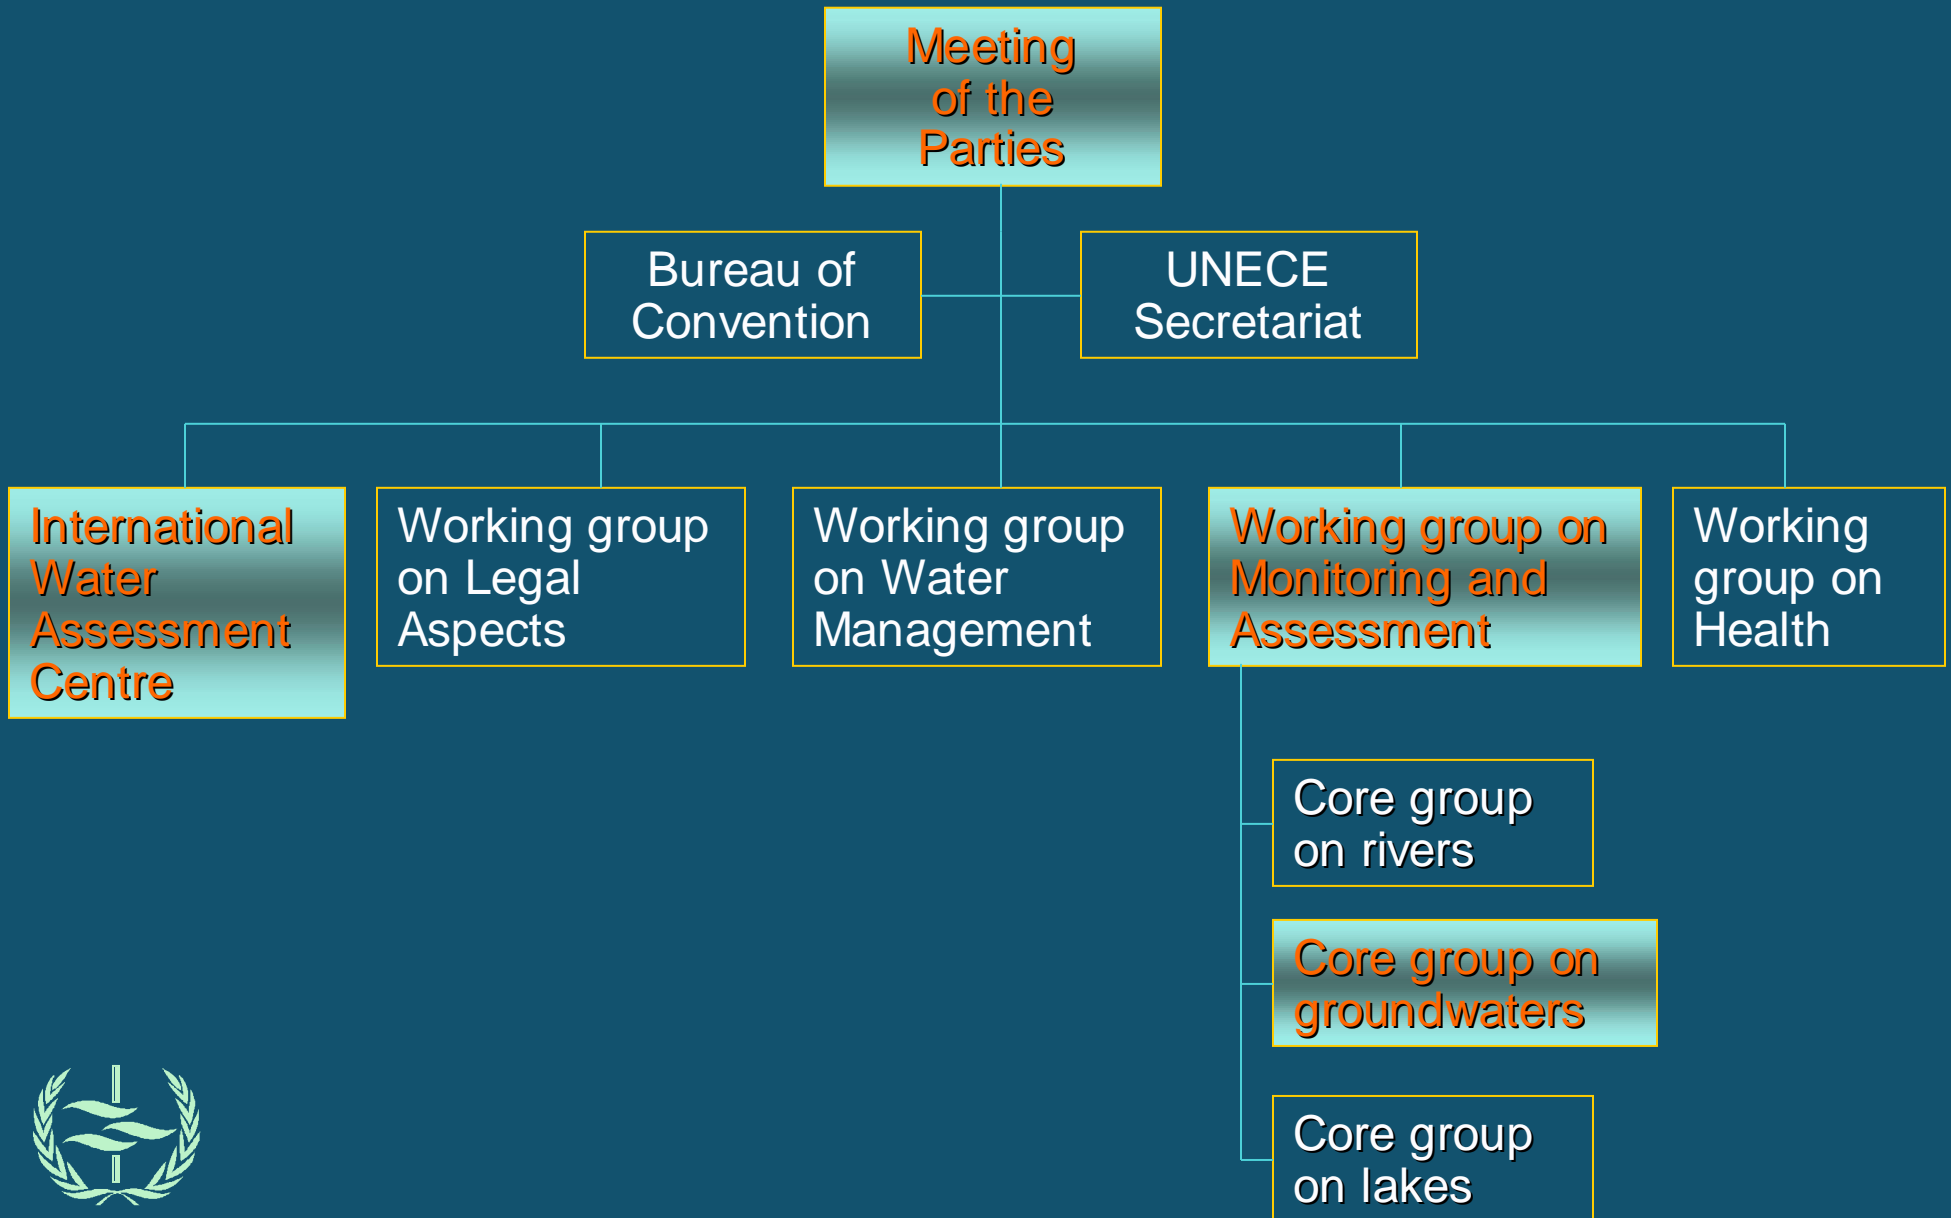 Meeting
of the
Parties
Bureau of
Convention
UNECE
Secretariat
International
Water
Assessment
Centre
Working group
on Legal
Aspects
Working group
on Water
Management
Working group on
Monitoring and
Assessment
Working
group on
Health
Core group
on rivers
Core group on
groundwaters
Core group
on lakes